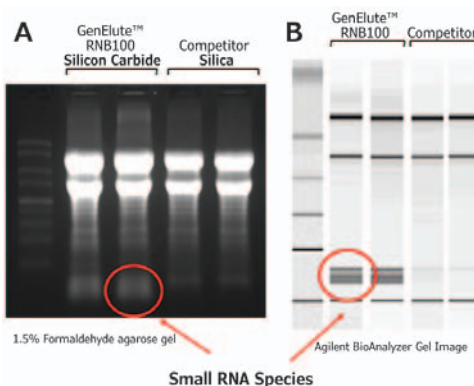 A
GenElute™
RNB100
Silicon Carbide
Competitor
Silica
B
GenElute™
RNB100
Competitor
1.5% Formaldehyde agarose gel
Agilent BioAnalyzer Gel Image
Small RNA Species